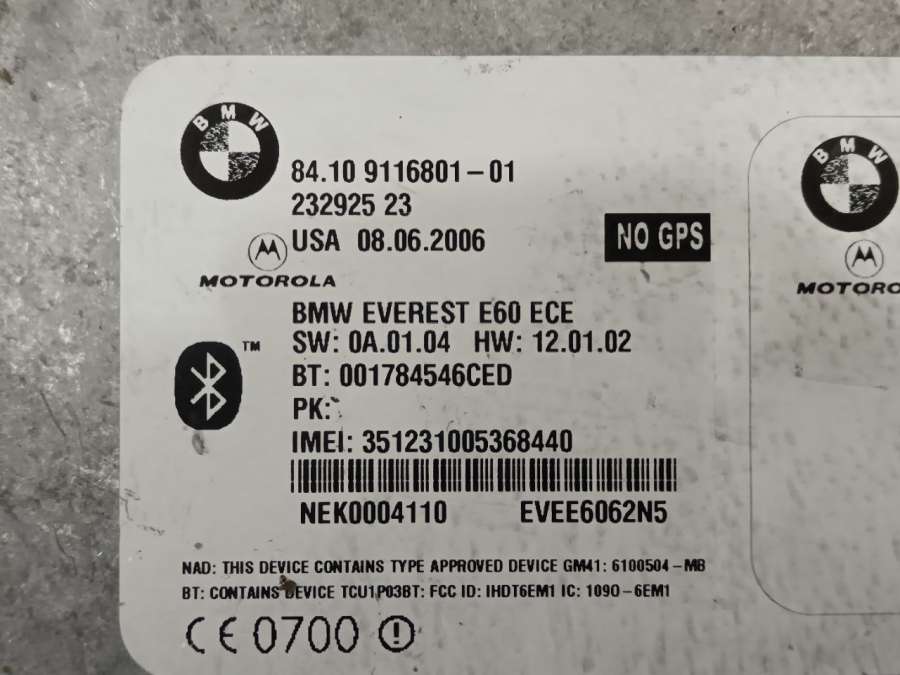 BMW
84.10 9116801-01
232925 23
USA 08.06.2006
NO GPS
MOTOROLA
BMW EVEREST E60 ECE
SW: 0A.01.04 HW: 12.01.02
TM
BT: 001784546CED
PK:
IMEI: 351231005368440
NEK0004110 EVEE6062N5
NAD: THIS DEVICE CONTAINS TYPE APPROVED DEVICE GM41: 6100504-MB
BT: CONTAINS DEVICE TCU1P03BT: FCC ID: IHDT6EM1 IC: 109O-6EM1
CE 0700
BMW
MOTORO